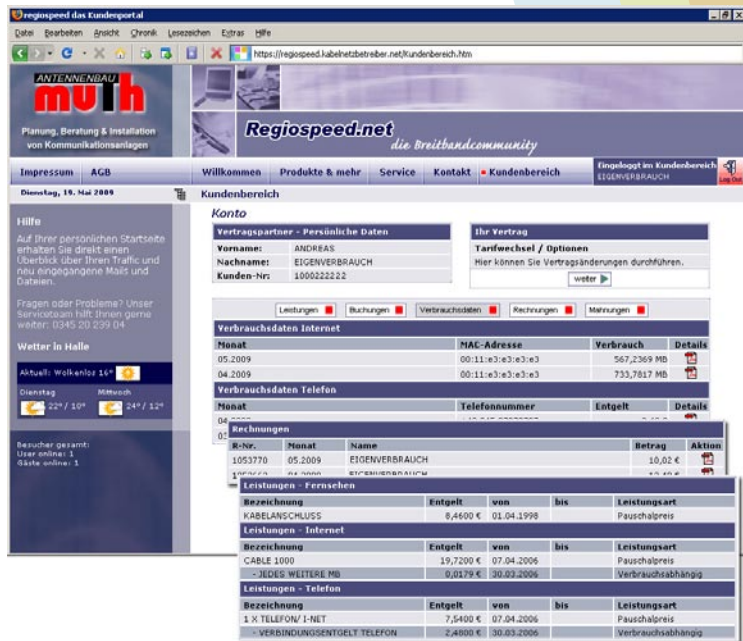 regiospeed das Kundenportal
Datei Bearbeiten Ansicht Chronik Lesezeichen Extras Hilfe
https://regiospeed.kabelnetzbetreiber.net/Kundenbereich.htm
ANTENNENBAU
muth
Planung, Beratung & Installation
von Kommunikationsanlagen
Regiospeed.net
die Breitbandcommunity
Impressum AGB
Willkommen Produkte & mehr Service Kontakt Kundenbereich
Eingeloggt im Kundenbereich
EIGENVERBRAUCH
Log Out
Dienstag, 19. Mai 2009
Kundenbereich
Hilfe
Auf Ihrer persönlichen Startseite
erhalten Sie direkt einen
Überblick über Ihren Traffic und
neu eingegangene Mails und
Dateien.
Fragen oder Probleme? Unser
Serviceteam hilft Ihnen gerne
weiter: 0345 20 239 04
Wetter in Halle
Aktuell: Wolkenlos 16°
Dienstag Mittwoch
22°/ 10° 24°/ 12°
Besucher gesamt:
User online: 1
Gäste online: 1
Konto
Vertragspartner - Persönliche Daten
Vorname: ANDREAS
Nachname: EIGENVERBRAUCH
Kunden-Nr: 1000222222
Ihr Vertrag
Tarifwechsel / Optionen
Hier können Sie Vertragsänderungen durchführen.
weiter
Leistungen Buchungen Verbrauchsdaten Rechnungen Mahnungen
Verbrauchsdaten Internet
Monat MAC-Adresse Verbrauch Details
05.2009 00:11:e3:e3:e3:e3 567,2369 MB
04.2009 00:11:e3:e3:e3:e3 733,7817 MB
Verbrauchsdaten Telefon
Monat Telefonnummer Entgelt Details
Rechnungen
R-Nr. Monat Name Betrag Aktion
1053770 05.2009 EIGENVERBRAUCH 10,02 €
Leistungen - Fernsehen
Bezeichnung Entgelt von bis Leistungsart
KABELANSCHLUSS 8,4600 € 01.04.1998 Pauschalpreis
Leistungen - Internet
Bezeichnung Entgelt von bis Leistungsart
CABLE 1000 19,7200 € 07.04.2006 Pauschalpreis
- JEDES WEITERE MB 0,0179 € 30.03.2006 Verbrauchsabhängig
Leistungen - Telefon
Bezeichnung Entgelt von bis Leistungsart
1 X TELEFON/ I-NET 7,5400 € 07.04.2006 Pauschalpreis
- VERBINDUNGSENTGELT TELEFON 2,4800 € 30.03.2006 Verbrauchsabhängig